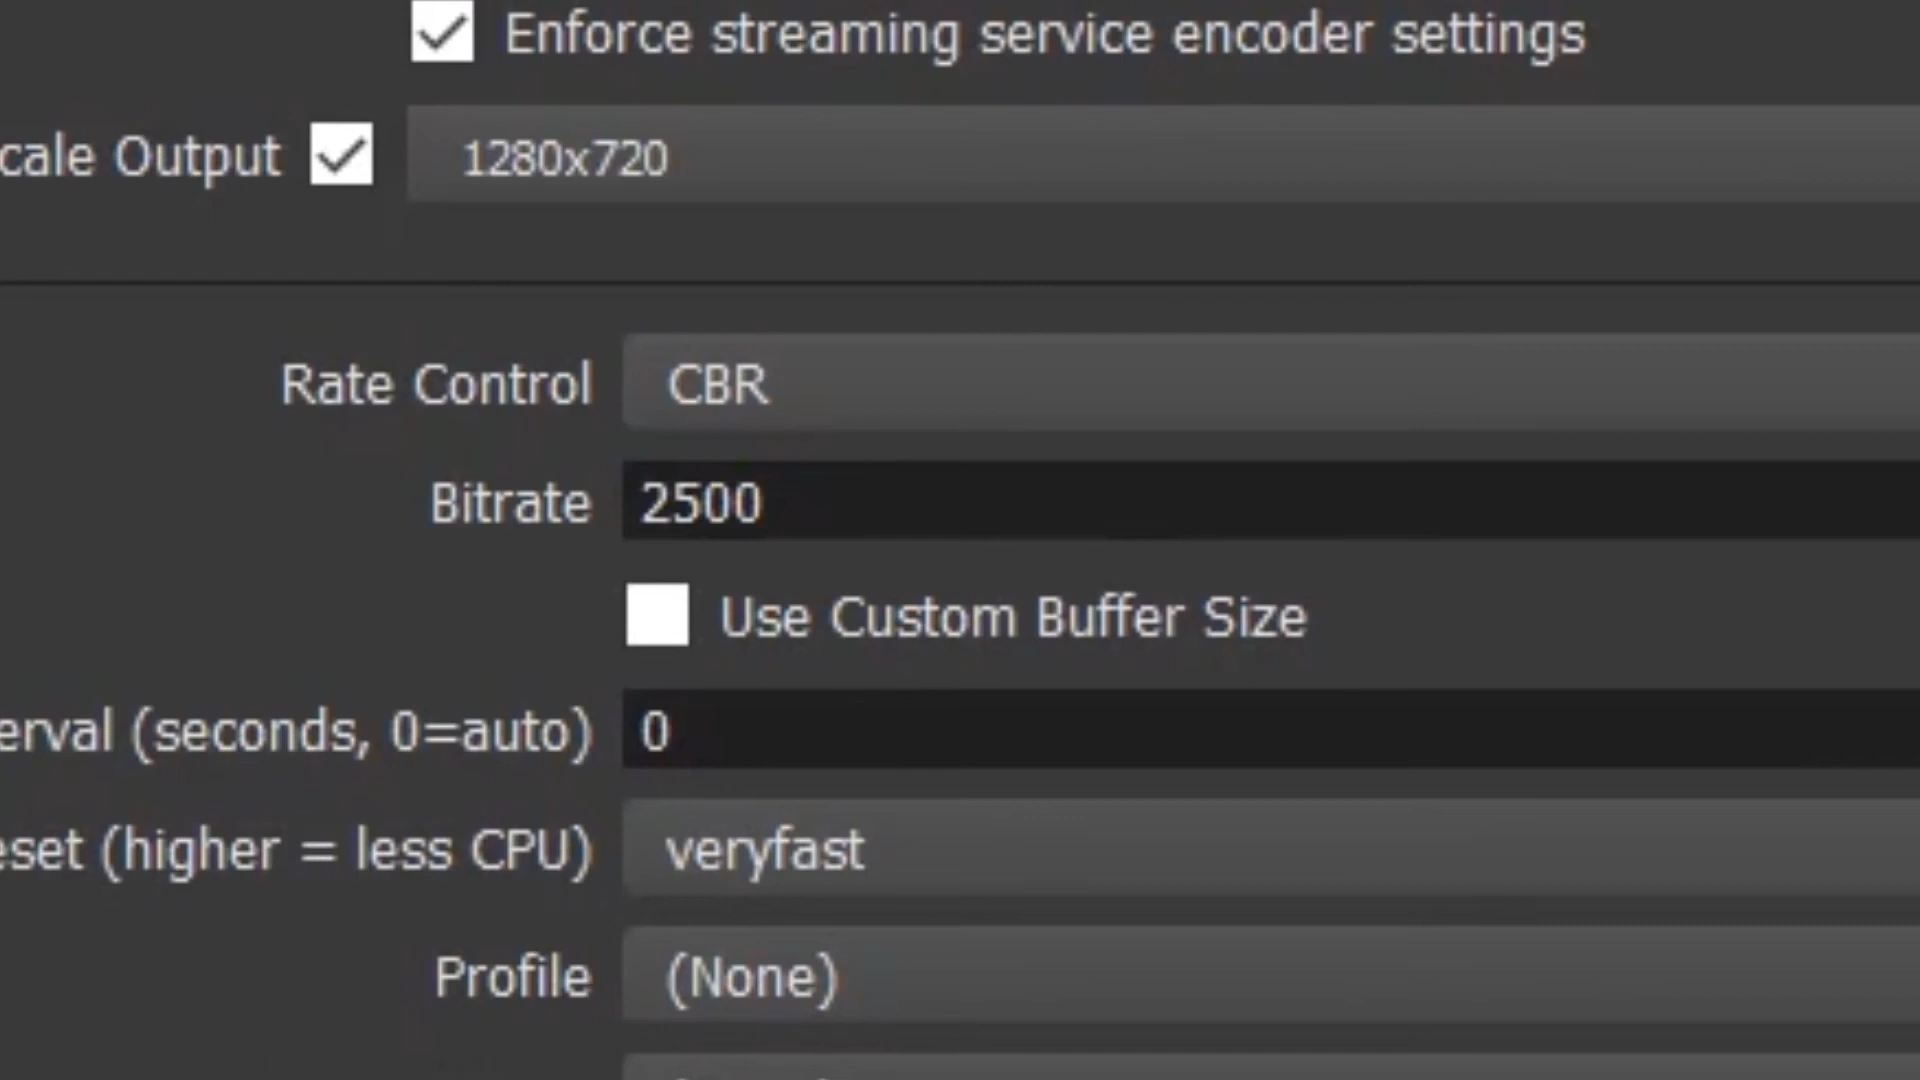 Enforce streaming service encoder settings
cale Output 1280x720
Rate Control CBR
Bitrate 2500
Use Custom Buffer Size
erval (seconds, 0=auto) 0
eset (higher = less CPU) veryfast
Profile (None)